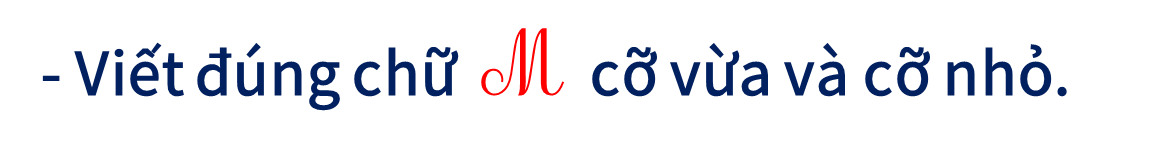 - Viết đúng chữ M cỡ vừa và cỡ nhỏ.